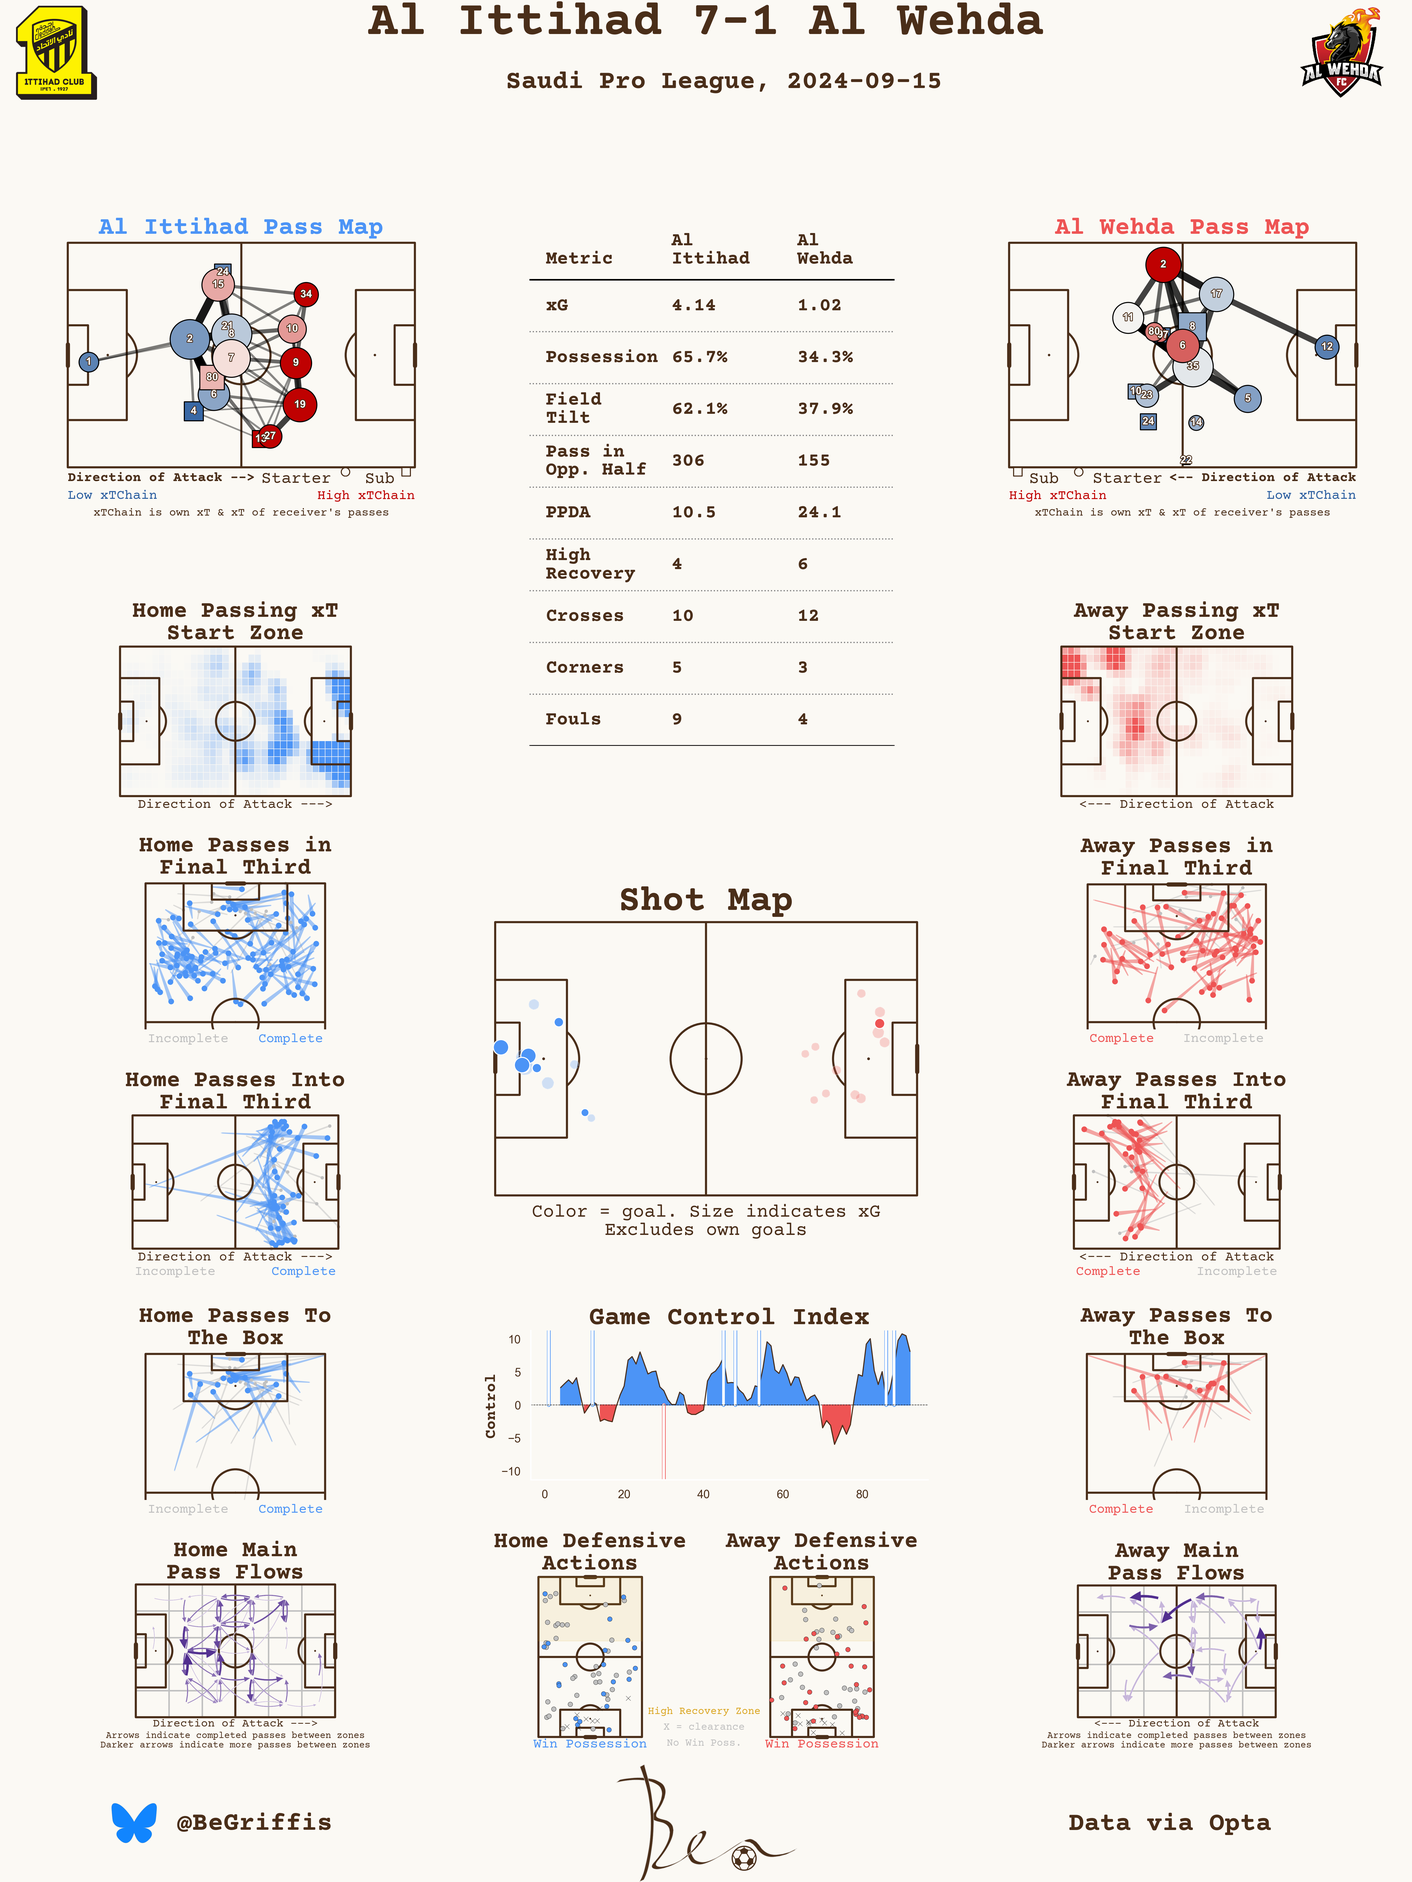 Al Ittihad 7-1 Al Wehda
Saudi Pro League, 2024-09-15
ITTIHAD CLUB
AL WEHDA
FC
Al Ittihad Pass Map
24
15
34
21
8
10
2
7
1
9
80
6
19
4
13
27
Direction of Attack --> Starter Sub
Low xTChain High xTChain
xTChain is own xT & xT of receiver's passes
Metric Al Ittihad Al Wehda
xG 4.14 1.02
Possession 65.7% 34.3%
Field Tilt 62.1% 37.9%
Pass in Opp. Half 306 155
PPDA 10.5 24.1
High Recovery 4 6
Crosses 10 12
Corners 5 3
Fouls 9 4
Al Wehda Pass Map
2
17
11
8
80
6
12
35
10
23
5
24
14
22
Sub Starter <-- Direction of Attack
High xTChain Low xTChain
xTChain is own xT & xT of receiver's passes
Home Passing xT
Start Zone
Direction of Attack --->
Away Passing xT
Start Zone
<--- Direction of Attack
Home Passes in
Final Third
Incomplete Complete
Away Passes in
Final Third
Complete Incomplete
Shot Map
Color = goal. Size indicates xG
Excludes own goals
Home Passes Into
Final Third
Direction of Attack --->
Incomplete Complete
Away Passes Into
Final Third
<--- Direction of Attack
Complete Incomplete
Home Passes To
The Box
Incomplete Complete
Game Control Index
Control
10
5
0
−5
−10
0 20 40 60 80
Away Passes To
The Box
Complete Incomplete
Home Main
Pass Flows
Direction of Attack --->
Arrows indicate completed passes between zones
Darker arrows indicate more passes between zones
Home Defensive
Actions
Win Possession
High Recovery Zone
X = clearance
No Win Poss.
Away Defensive
Actions
Win Possession
Away Main
Pass Flows
<--- Direction of Attack
Arrows indicate completed passes between zones
Darker arrows indicate more passes between zones
@BeGriffis
Ben
Data via Opta